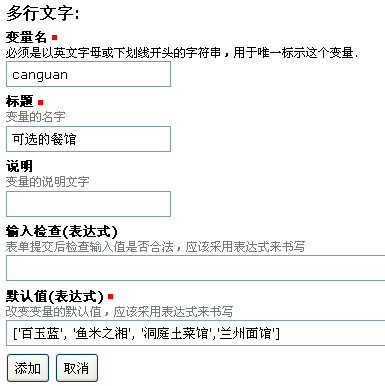 多行文字:
变量名
必须是以英文字母或下划线开头的字符串，用于唯一标示这个变量.
canguan
标题
变量的名字
可选的餐馆
说明
变量的说明文字
输入检查(表达式)
表单提交后检查输入值是否合法，应该采用表达式来书写
默认值(表达式)
改变变量的默认值，应该采用表达式来书写
['百玉蓝', '鱼米之湘', '洞庭土菜馆','兰州面馆']
添加 取消